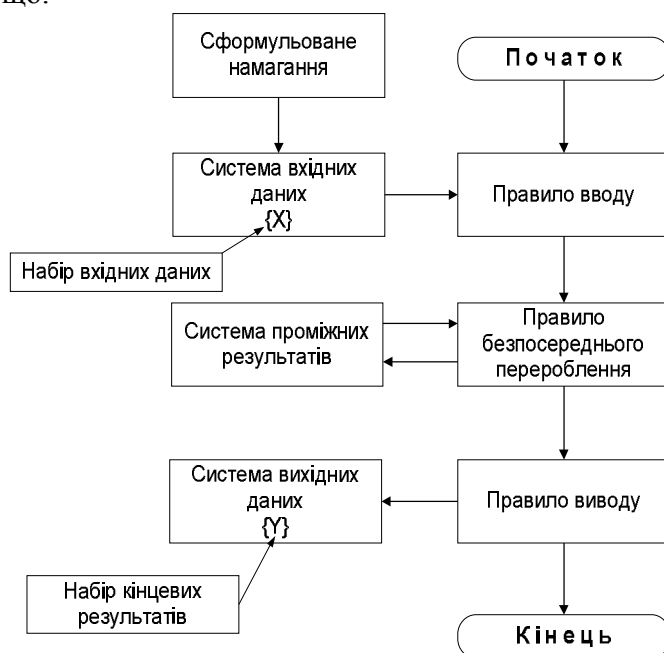 що.
Сформульоване
намагання
Початок
Система вхідних
даних
{X}
Правило вводу
Набір вхідних даних
Система проміжних
результатів
Правило
безпосереднього
перероблення
Система вихідних
даних
{Y}
Правило виводу
Набір кінцевих
результатів
Кінець